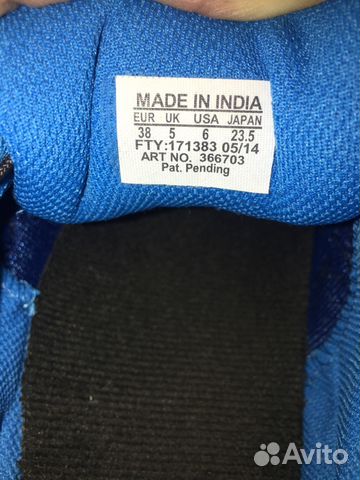 MADE IN INDIA
EUR UK USA JAPAN
38 5 6 23.5
FTY:171383 05/14
ART NO. 366703
Pat. Pending
Avito